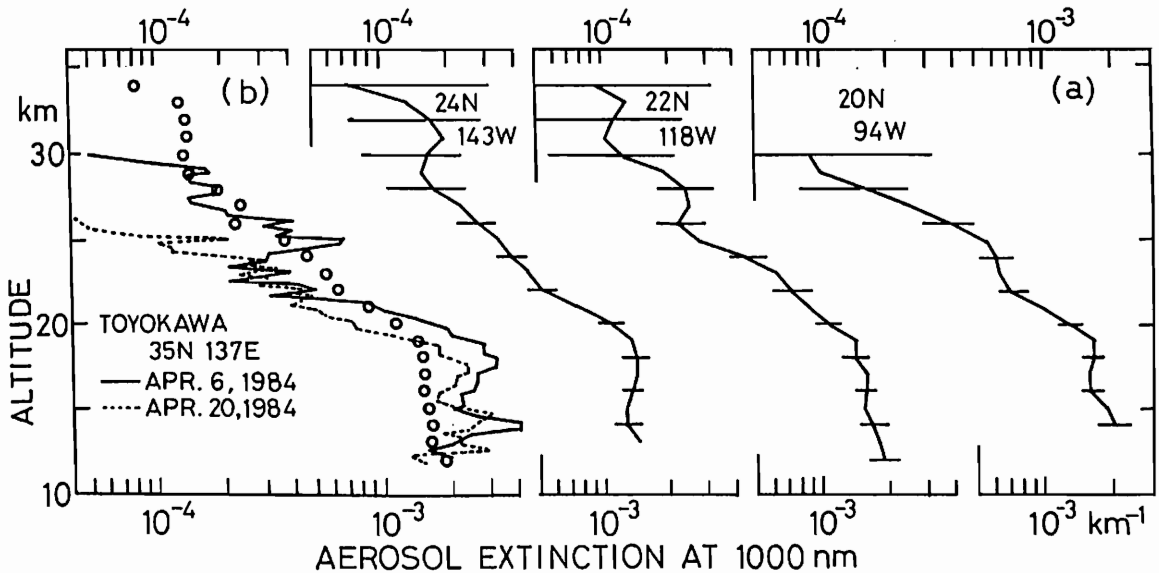 10⁻⁴ 10⁻⁴ 10⁻⁴ 10⁻⁴ 10⁻³
(b) 24N 22N 20N (a)
km 143W 118W 94W
30
20
10
ALTITUDE
TOYOKAWA
35N 137E
APR. 6, 1984
APR. 20, 1984
10⁻⁴ 10⁻³ 10⁻³ 10⁻³ 10⁻³ km⁻¹
AEROSOL EXTINCTION AT 1000 nm